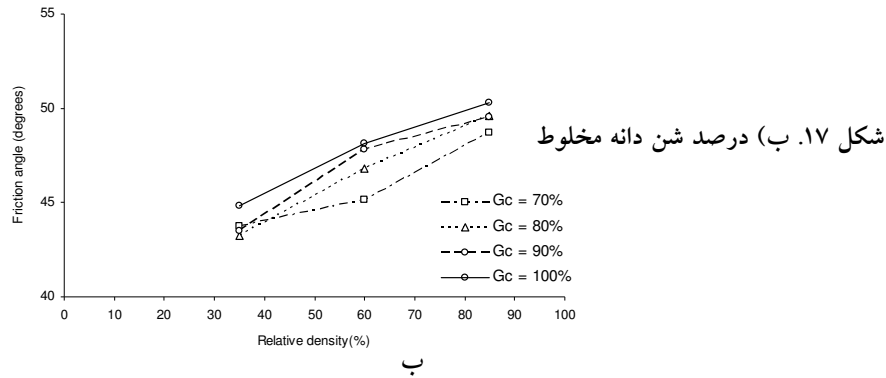 55
50
45
40
Friction angle (degrees)
شکل ۱۷. ب) درصد شن دانه مخلوط
Gc = 70%
Gc = 80%
Gc = 90%
Gc = 100%
0 10 20 30 40 50 60 70 80 90 100
Relative density(%)
ب